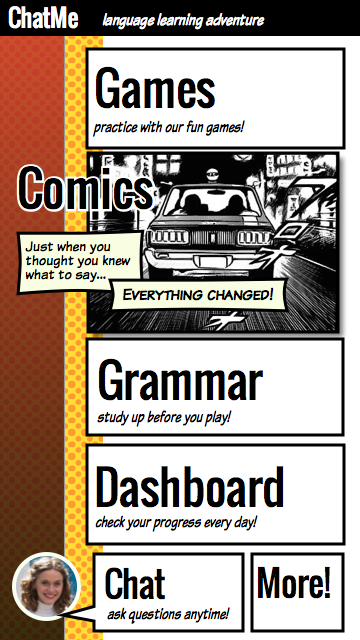 ChatMe language learning adventure
Games
practice with our fun games!
Comics
Just when you
thought you knew
what to say...
EVERYTHING CHANGED!
Grammar
study up before you play!
Dashboard
check your progress every day!
Chat
ask questions anytime!
More!